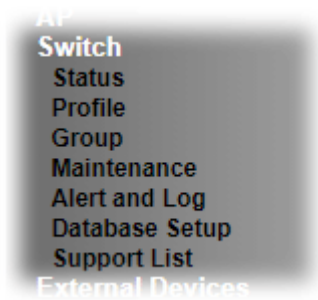 AP
Switch
Status
Profile
Group
Maintenance
Alert and Log
Database Setup
Support List
External Devices